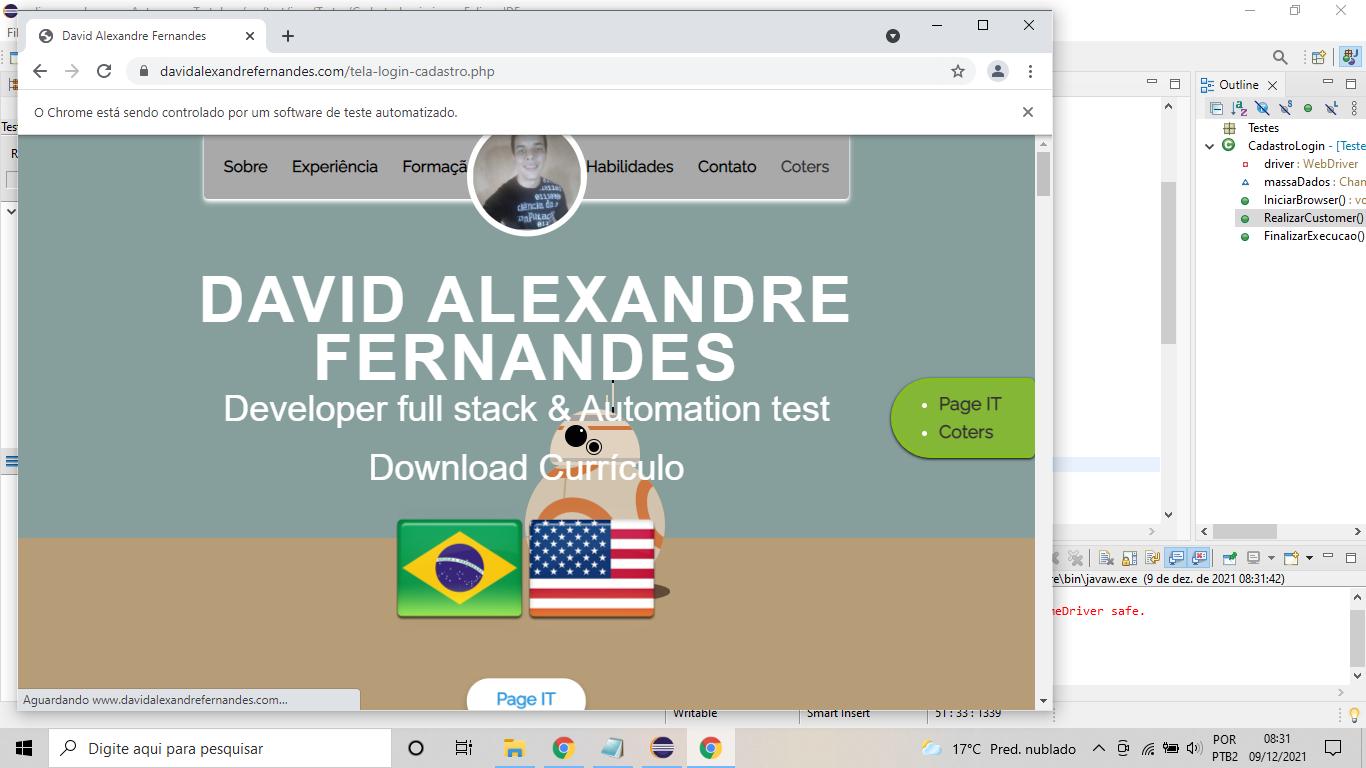 David Alexandre Fernandes
davidalexandrefernandes.com/tela-login-cadastro.php
O Chrome está sendo controlado por um software de teste automatizado.
Sobre Experiência Formaçã Habilidades Contato Coters
DAVID ALEXANDRE
FERNANDES
Developer full stack & Automation test
Download Currículo
Page IT
Coters
Page IT
Aguardando www.davidalexandrefernandes.com...
Outline
Testes
CadastroLogin - [Teste
driver : WebDriver
massaDados : Cham
IniciarBrowser() : vo
RealizarCustomer()
FinalizarExecucao()
re\bin\javaw.exe (9 de dez. de 2021 08:31:42)
meDriver safe.
Writable Smart Insert 51 : 33 : 1339
Digite aqui para pesquisar
17°C Pred. nublado
POR
PTB2
08:31
09/12/2021